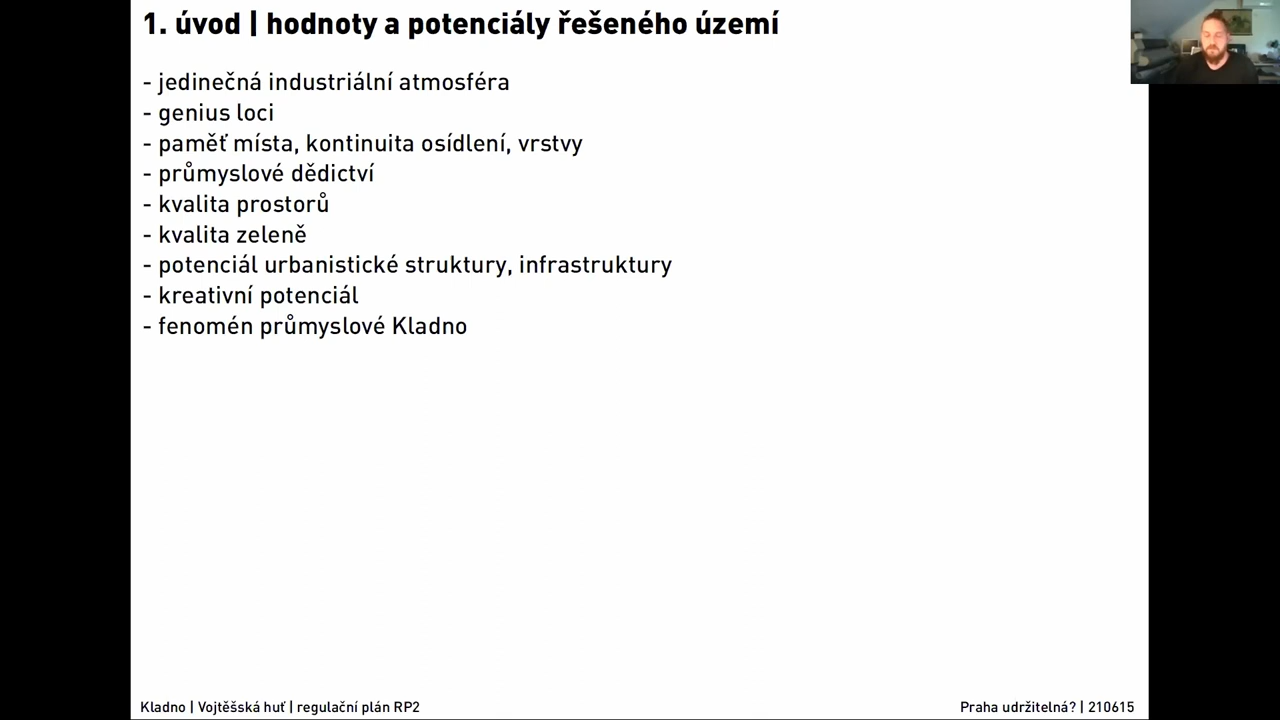 1. úvod | hodnoty a potenciály řešeného území
- jedinečná industriální atmosféra
- genius loci
- paměť místa, kontinuita osídlení, vrstvy
- průmyslové dědictví
- kvalita prostorů
- kvalita zeleně
- potenciál urbanistické struktury, infrastruktury
- kreativní potenciál
- fenomén průmyslové Kladno
Kladno | Vojtěšská huť | regulační plán RP2
Praha udržitelná? | 210615